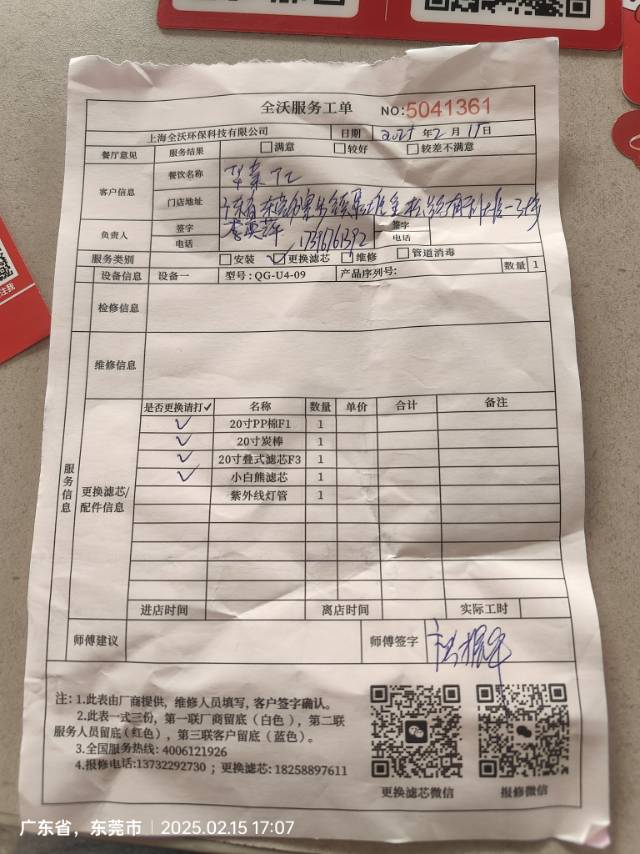 全沃服务工单 NO:5041361
上海全沃环保科技有限公司 日期 2025年2月15日
餐厅意见 服务结果 □满意 □较好 □较差不满意
客户信息 餐饮名称
门店地址
负责人 签字 签字
电话 电话
服务类别 □安装 ☑更换滤芯 □维修 □管道消毒
设备信息 设备一 型号:QG-U4-09 产品序列号: 数量 1
检修信息
维修信息
服务信息
更换滤芯/配件信息
是否更换请打✓ 名称 数量 单价 合计 备注
✓ 20寸PP棉F1 1
✓ 20寸炭棒 1
✓ 20寸叠式滤芯F3 1
✓ 小白熊滤芯 1
紫外线灯管 1
进店时间 离店时间 实际工时
师傅建议 师傅签字
注: 1.此表由厂商提供, 维修人员填写, 客户签字确认。
2.此表一式三份, 第一联厂商留底(白色), 第二联
服务人员留底(红色), 第三联客户留底(蓝色)。
3.全国服务热线: 4006121926
4.报修电话:13732292730 ; 更换滤芯: 18258897611
更换滤芯微信 报修微信
广东省，东莞市 | 2025.02.15 17:07